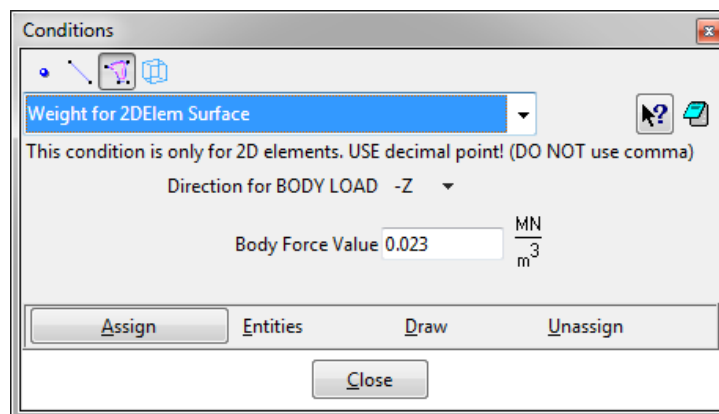 Conditions
Weight for 2DElem Surface
This condition is only for 2D elements. USE decimal point! (DO NOT use comma)
Direction for BODY LOAD -Z
Body Force Value 0.023 MN
m3
Assign Entities Draw Unassign
Close